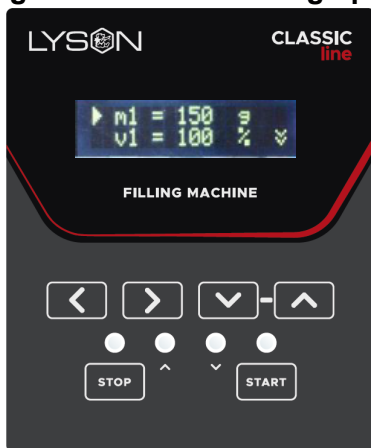 LYSON
CLASSIC
line
m1 = 150 g
v1 = 100 %
FILLING MACHINE
STOP
START